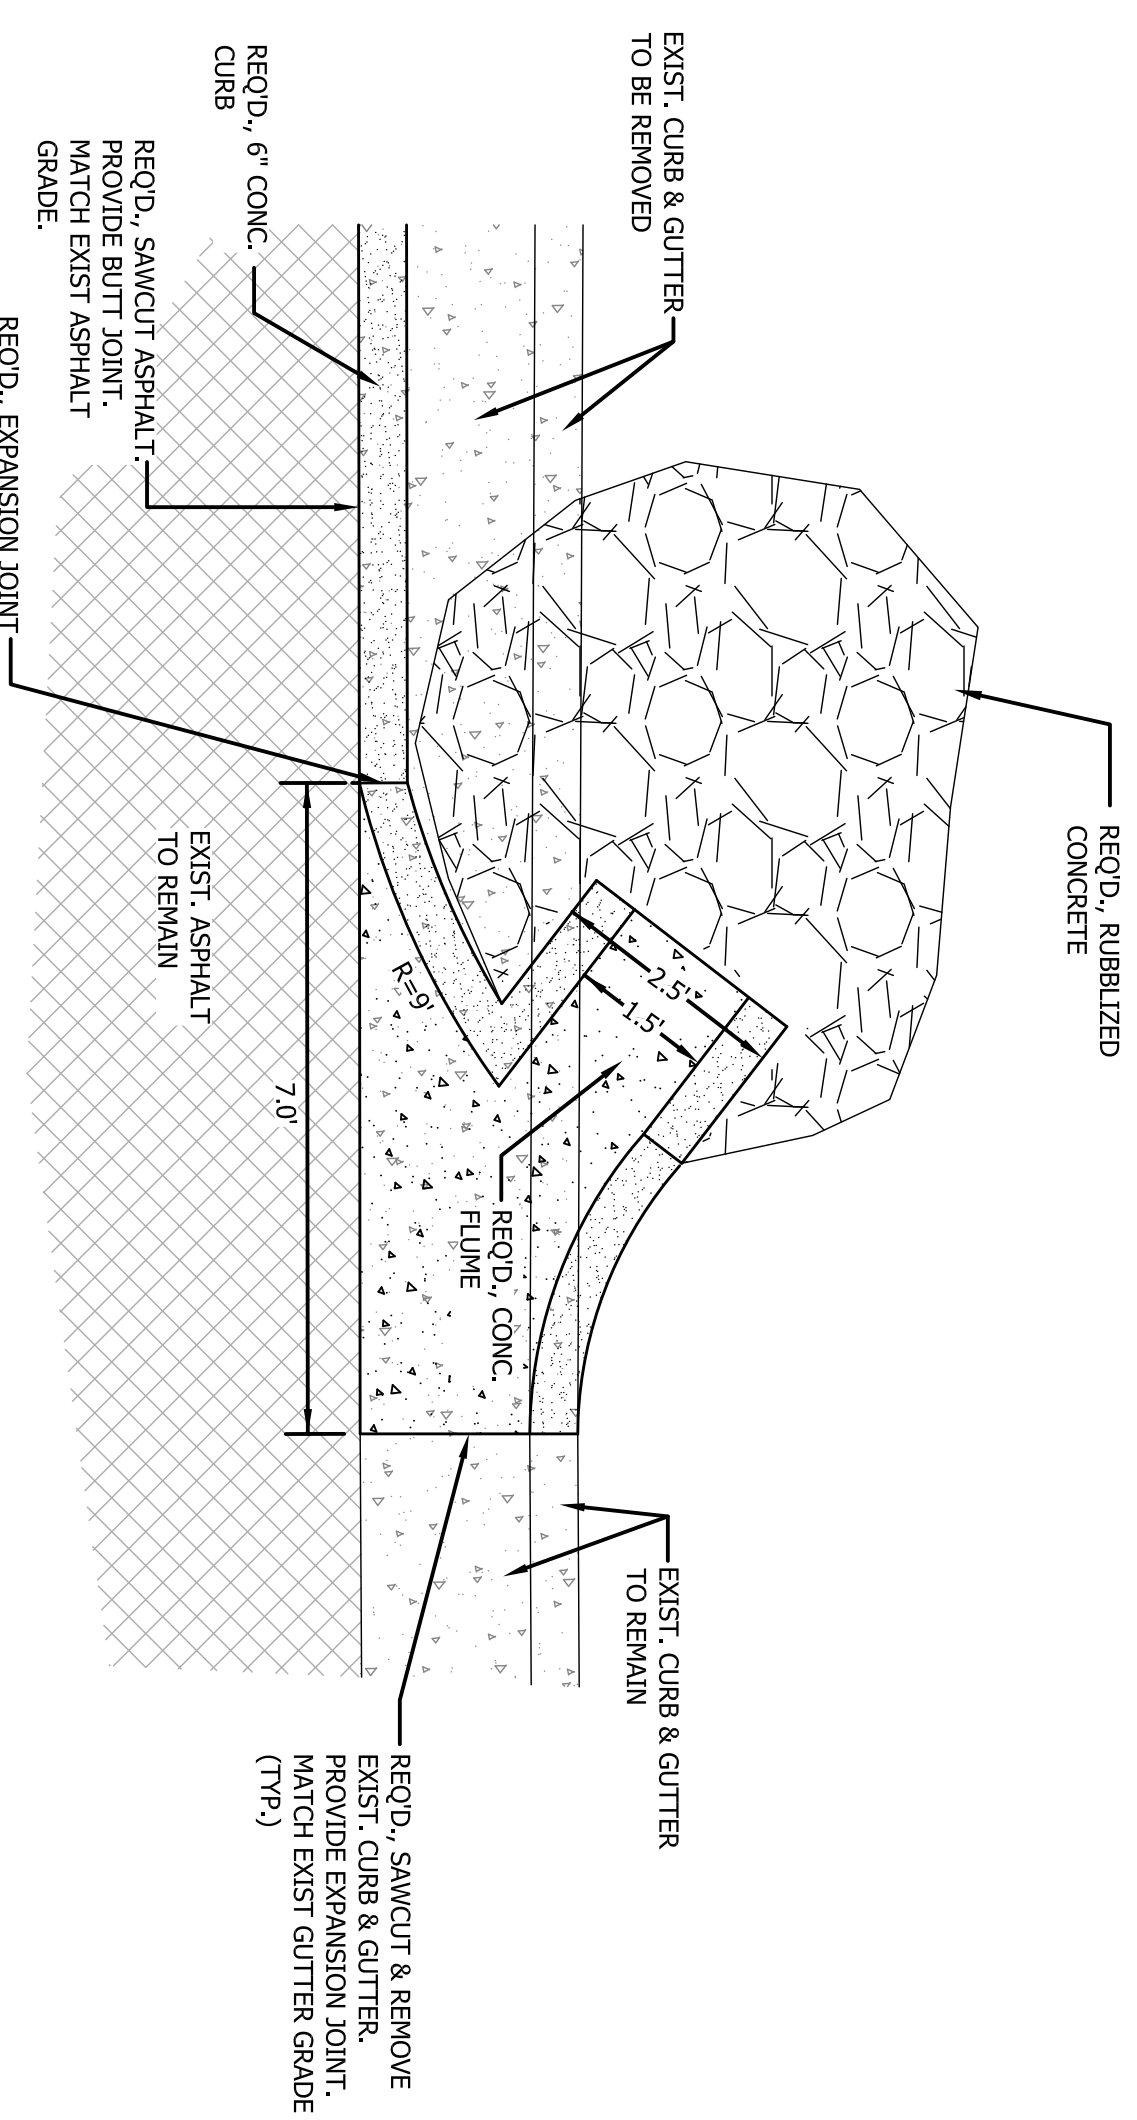 REQ'D., RUBBLIZED
CONCRETE
EXIST. CURB & GUTTER
TO BE REMOVED
EXIST. CURB & GUTTER
TO REMAIN
2.5'
1.5'
REQ'D., CONC.
FLUME
R=9'
REQ'D., 6" CONC.
CURB
7.0'
REQ'D., SAWCUT & REMOVE
EXIST. CURB & GUTTER.
PROVIDE EXPANSION JOINT.
MATCH EXIST GUTTER GRADE
(TYP.)
EXIST. ASPHALT
TO REMAIN
REQ'D., SAWCUT ASPHALT.
PROVIDE BUTT JOINT.
MATCH EXIST ASPHALT
GRADE.
REQ'D., EXPANSION JOINT